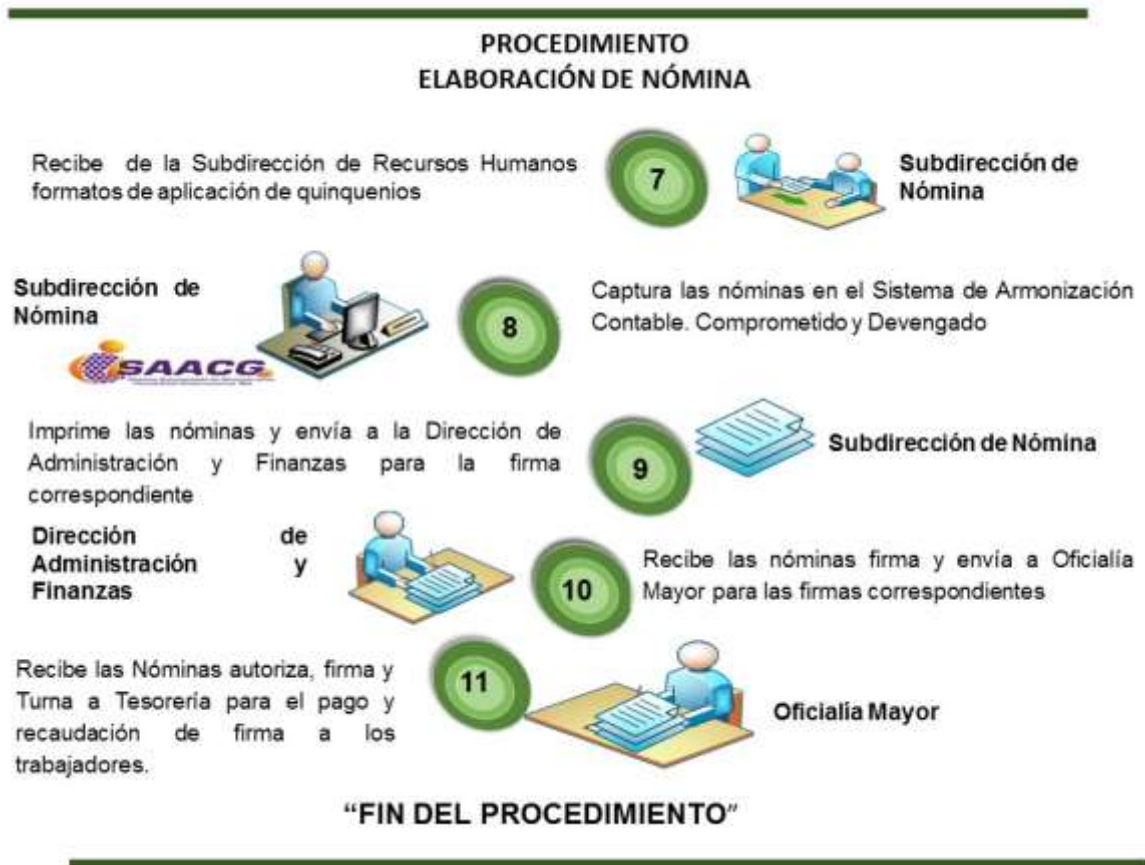 PROCEDIMIENTO
ELABORACIÓN DE NÓMINA
Recibe de la Subdirección de Recursos Humanos
formatos de aplicación de quinquenios
7
Subdirección de
Nómina
Subdirección de
Nómina
SAACG
8
Captura las nóminas en el Sistema de Armonización
Contable. Comprometido y Devengado
Imprime las nóminas y envía a la Dirección de
Administración y Finanzas para la firma
correspondiente
9
Subdirección de Nómina
Dirección de
Administración y
Finanzas
10
Recibe las nóminas firma y envía a Oficialía
Mayor para las firmas correspondientes
Recibe las Nóminas autoriza, firma y
Turna a Tesorería para el pago y
recaudación de firma a los
trabajadores.
11
Oficialía Mayor
“FIN DEL PROCEDIMIENTO”